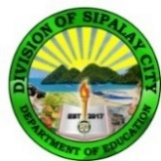 DIVISION OF SIPALAY CITY
EST 2017
DEPARTMENT OF EDUCATION